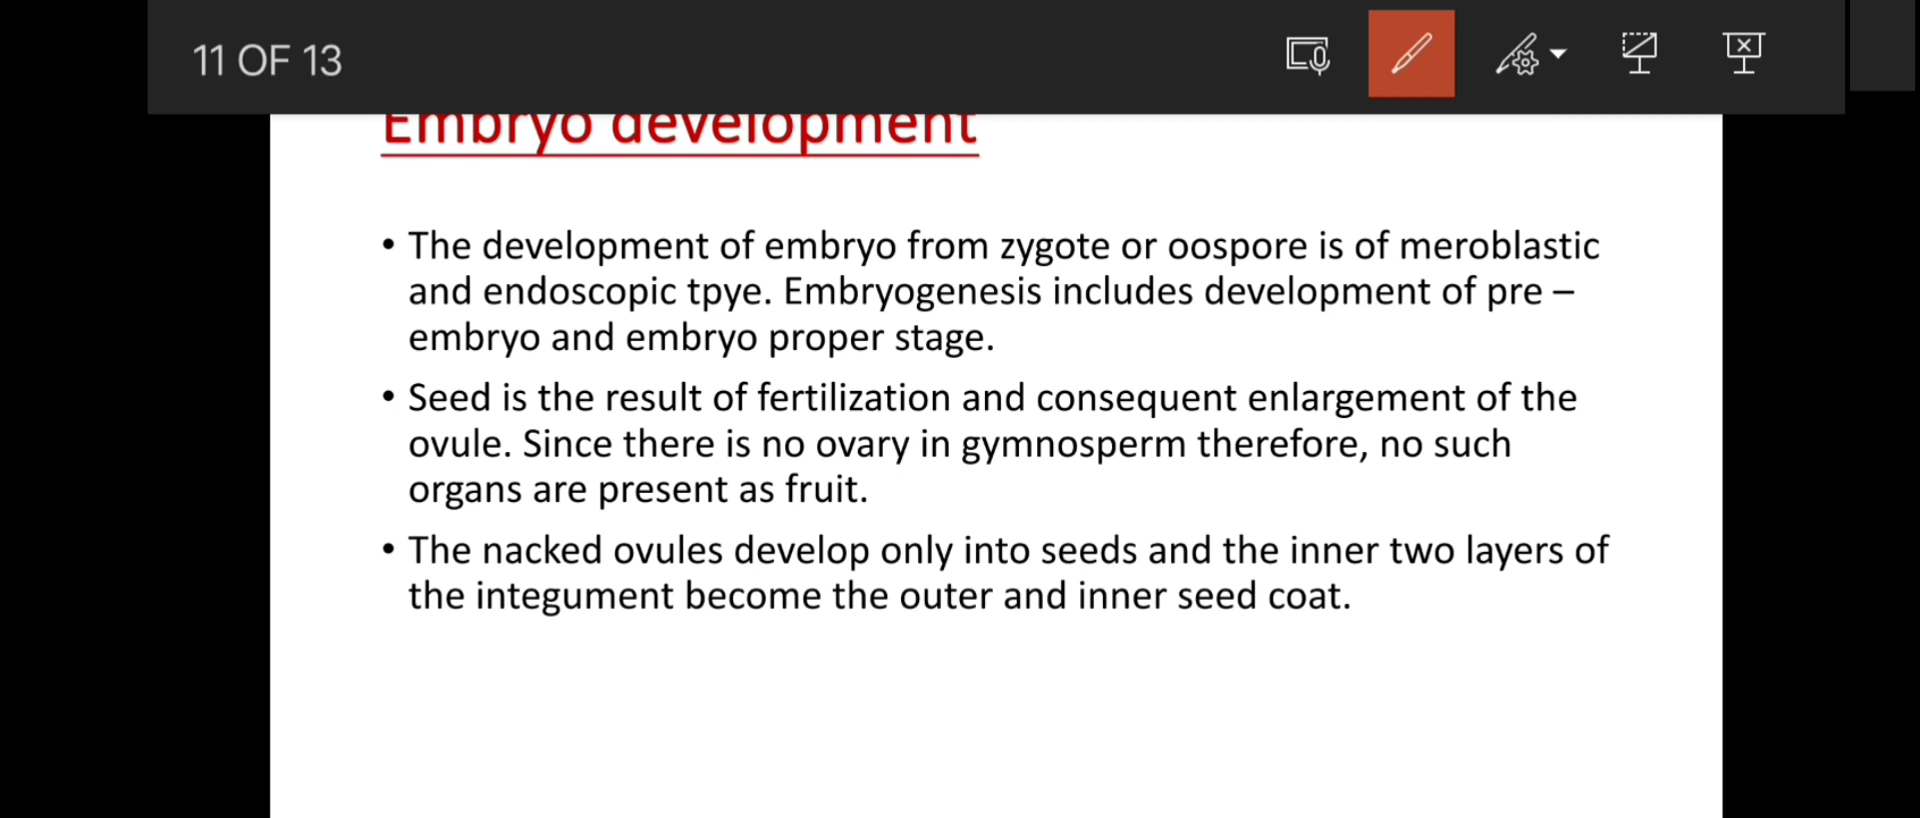 11 OF 13
Embryo development
• The development of embryo from zygote or oospore is of meroblastic
and endoscopic tpye. Embryogenesis includes development of pre –
embryo and embryo proper stage.
• Seed is the result of fertilization and consequent enlargement of the
ovule. Since there is no ovary in gymnosperm therefore, no such
organs are present as fruit.
• The nacked ovules develop only into seeds and the inner two layers of
the integument become the outer and inner seed coat.